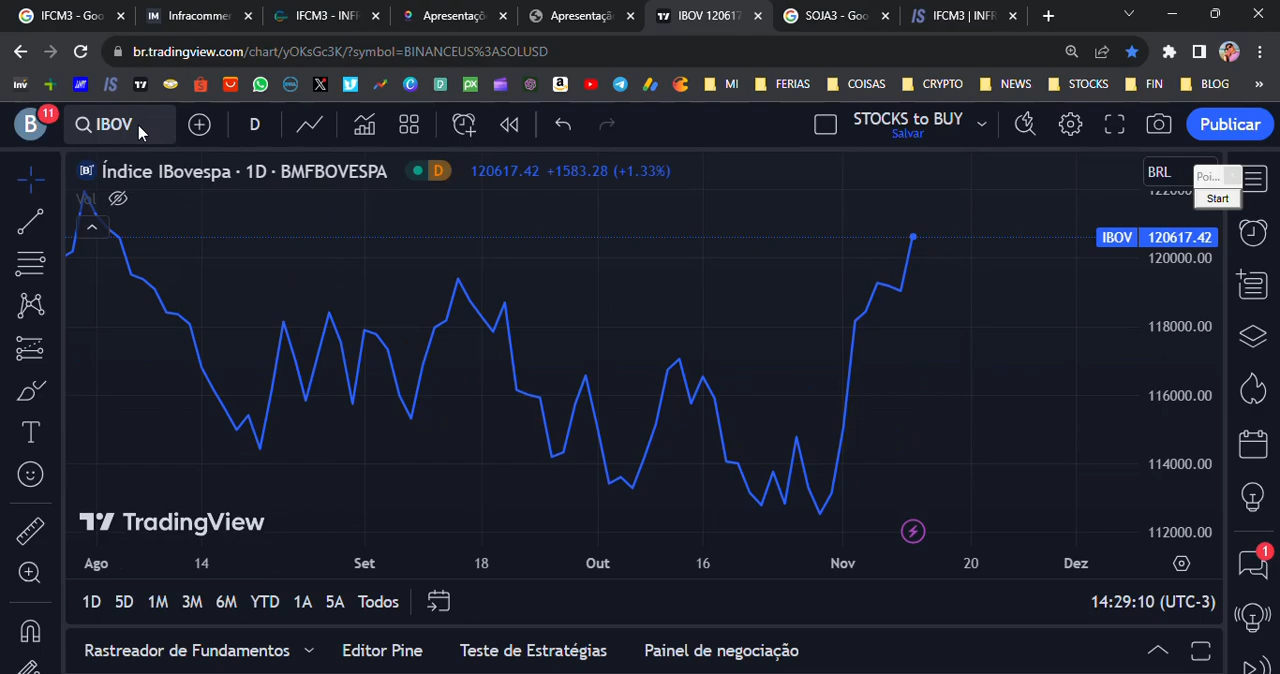 IFCM3 - Goo
Infracommer
IFCM3 - INFR
Apresentaçõ
Apresentaçã
IBOV 120617
SOJA3 - Goo
IFCM3 | INFR
br.tradingview.com/chart/yOKsGc3K/?symbol=BINANCEUS%3ASOLUSD
MI FERIAS COISAS CRYPTO NEWS STOCKS FIN BLOG »
B 11 IBOV D STOCKS to BUY Salvar Publicar
Índice IBovespa · 1D · BMFBOVESPA D 120617.42 +1583.28 (+1.33%) BRL
Poi...
Start
Vol
IBOV 120617.42
120000.00
118000.00
116000.00
114000.00
112000.00
TradingView
Ago 14 Set 18 Out 16 Nov 20 Dez
1D 5D 1M 3M 6M YTD 1A 5A Todos 14:29:10 (UTC-3)
1
Rastreador de Fundamentos Editor Pine Teste de Estratégias Painel de negociação